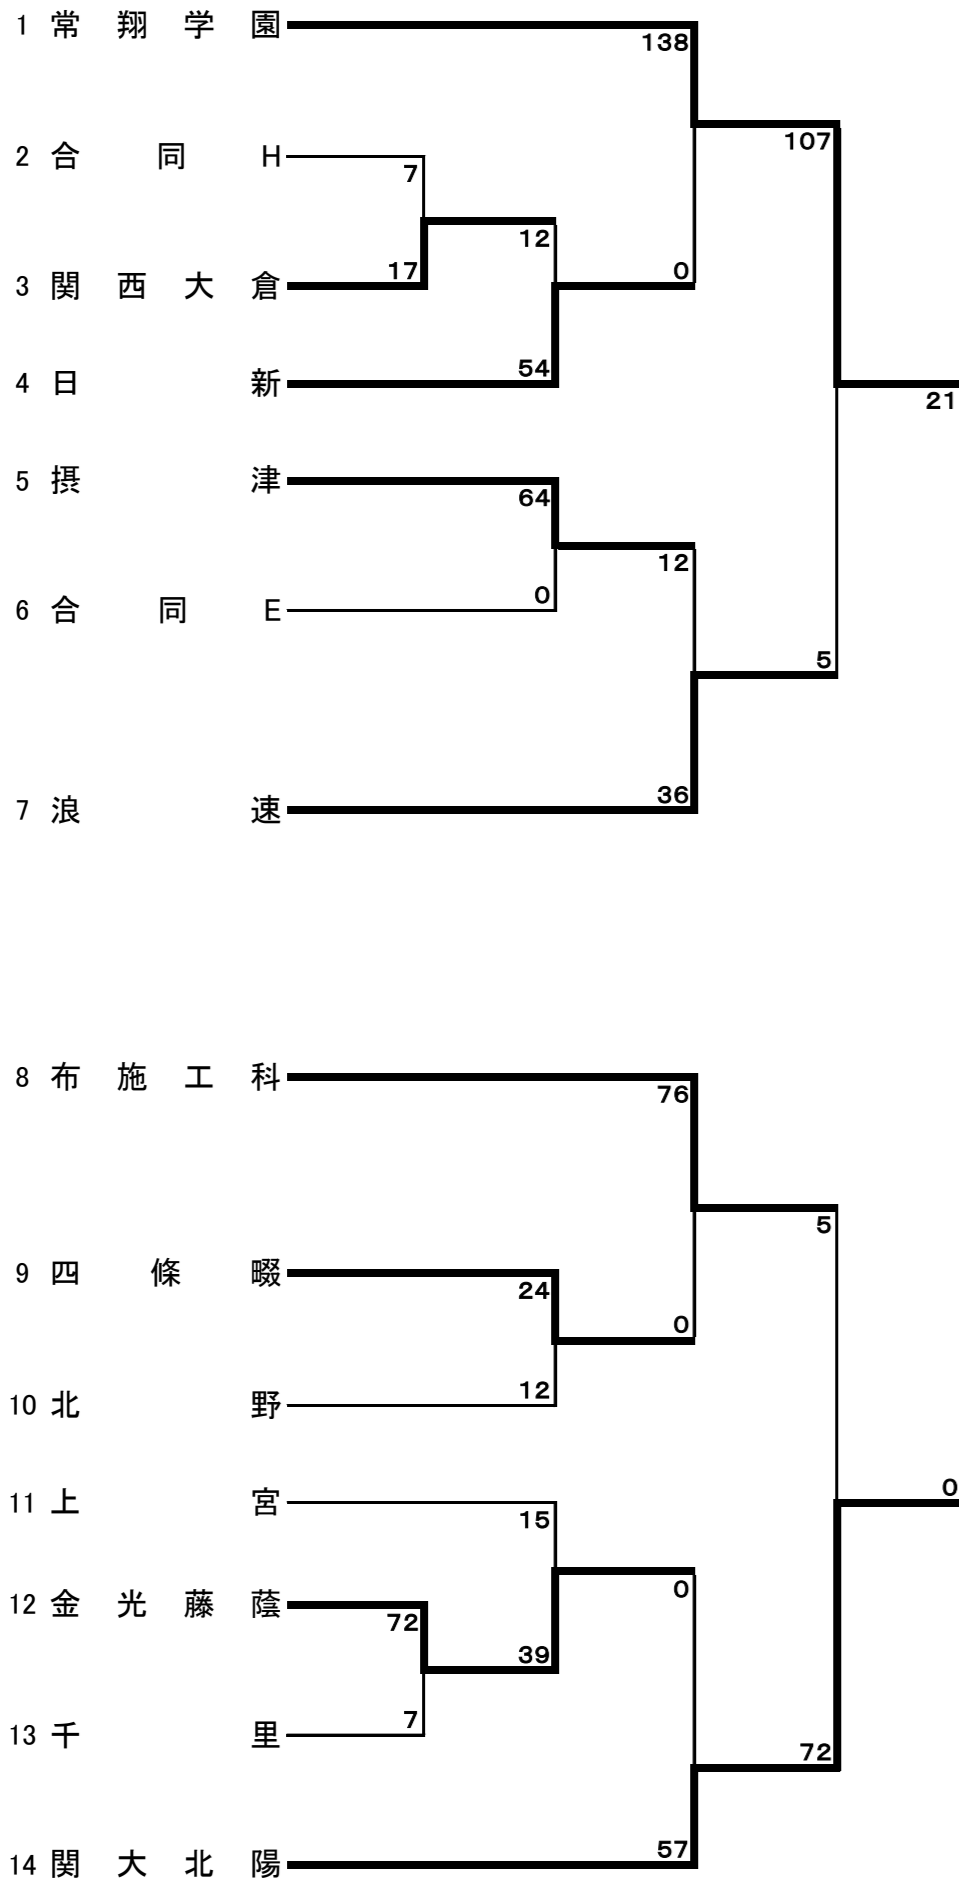 1 常翔学園
138
107
2 合同H
7
12
17
0
3 関西大倉
54
4 日新
21
5 摂津
64
12
0
6 合同E
5
36
7 浪速
8 布施工科
76
5
9 四條畷
24
0
12
10 北野
0
11 上宮
15
0
12 金光藤蔭
72
39
7
13 千里
72
57
14 関大北陽